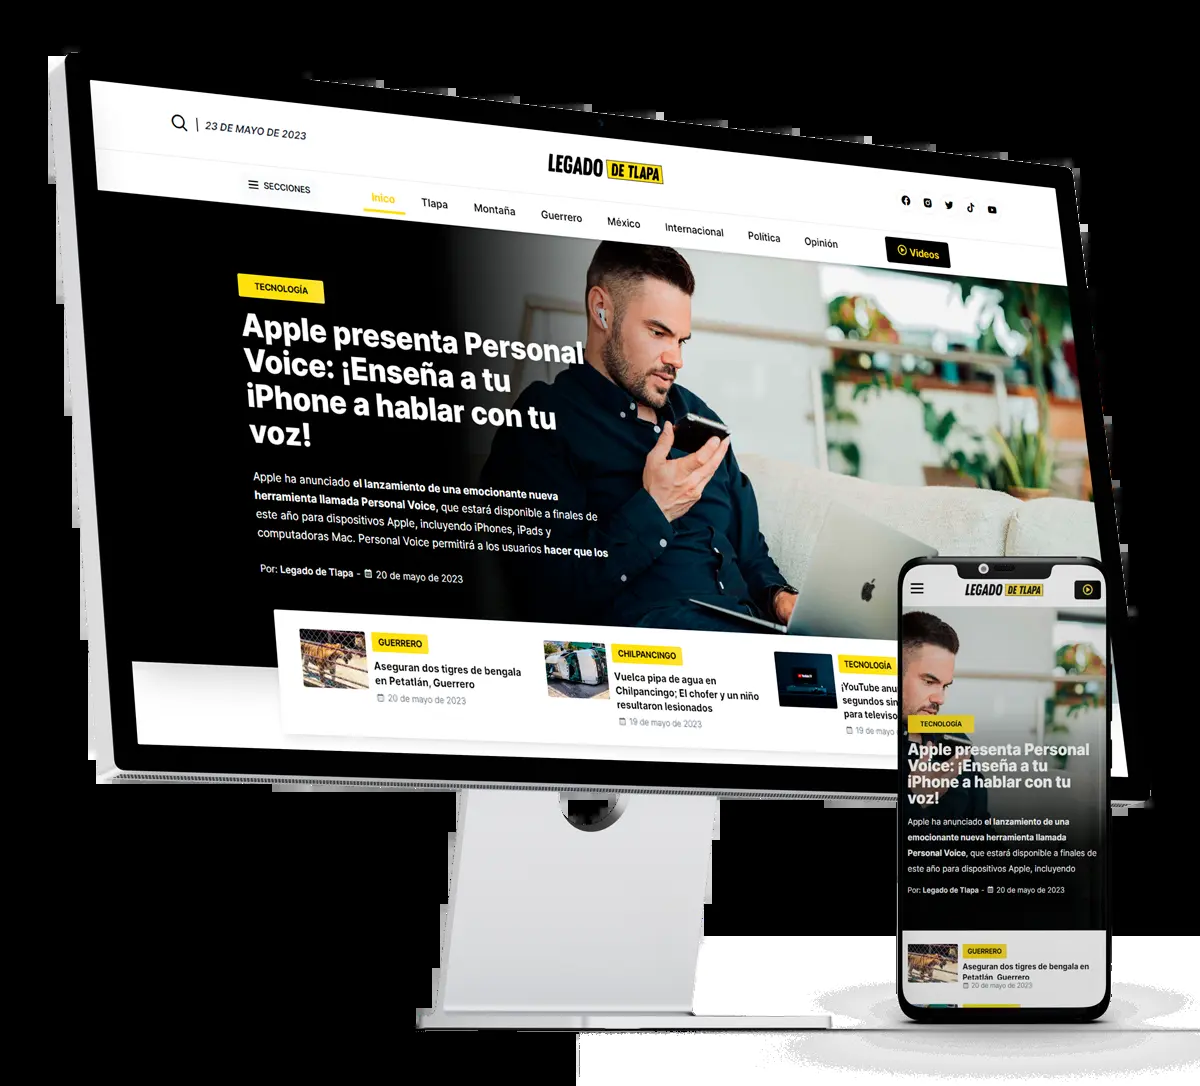 23 DE MAYO DE 2023
LEGADO DE TLAPA
SECCIONES
Inico
Tlapa
Montaña
Guerrero
México
Internacional
Política
Opinión
Videos
TECNOLOGÍA
Apple presenta Personal
Voice: ¡Enseña a tu
iPhone a hablar con tu
voz!
Apple ha anunciado el lanzamiento de una emocionante nueva
herramienta llamada Personal Voice, que estará disponible a finales de
este año para dispositivos Apple, incluyendo iPhones, iPads y
computadoras Mac. Personal Voice permitirá a los usuarios hacer que los
Por: Legado de Tlapa - 20 de mayo de 2023
GUERRERO
Aseguran dos tigres de bengala
en Petatlán, Guerrero
20 de mayo de 2023
CHILPANCINGO
Vuelca pipa de agua en
Chilpancingo; El chofer y un niño
resultaron lesionados
19 de mayo de 2023
TECNOLOGÍA
¡YouTube anu
segundos sin
para televiso
19 de mayo
LEGADO DE TLAPA
TECNOLOGÍA
Apple presenta Personal
Voice: ¡Enseña a tu
iPhone a hablar con tu
voz!
Apple ha anunciado el lanzamiento de una
emocionante nueva herramienta llamada
Personal Voice, que estará disponible a finales de
este año para dispositivos Apple, incluyendo
Por: Legado de Tlapa - 20 de mayo de 2023
GUERRERO
Aseguran dos tigres de bengala en
Petatlán, Guerrero
20 de mayo de 2023